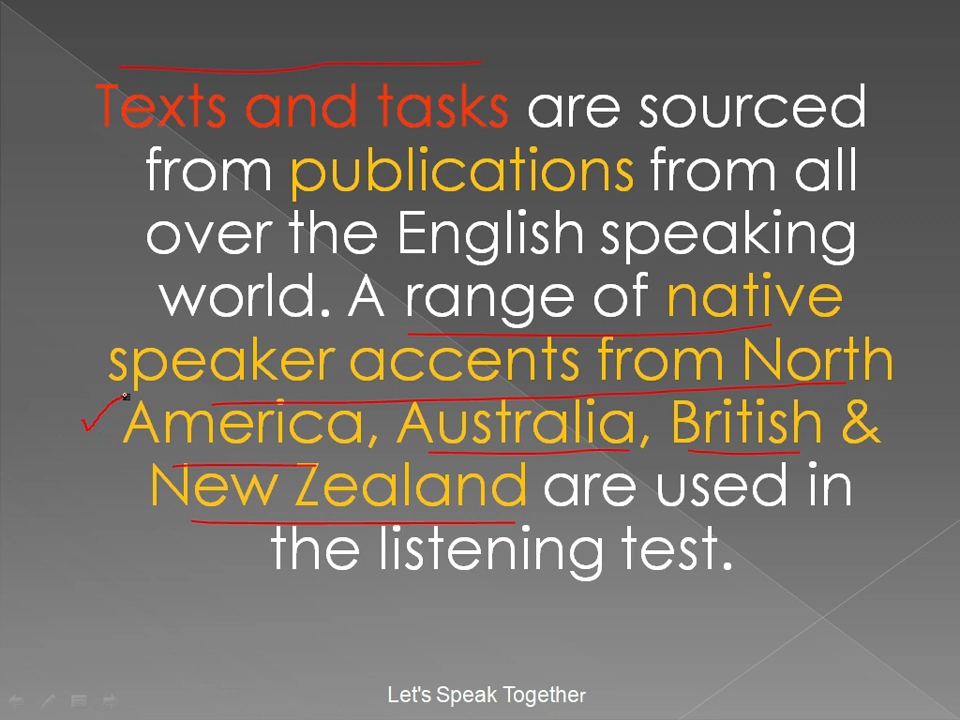 Texts and tasks are sourced
from publications from all
over the English speaking
world. A range of native
speaker accents from North
America, Australia, British &
New Zealand are used in
the listening test.
Let's Speak Together